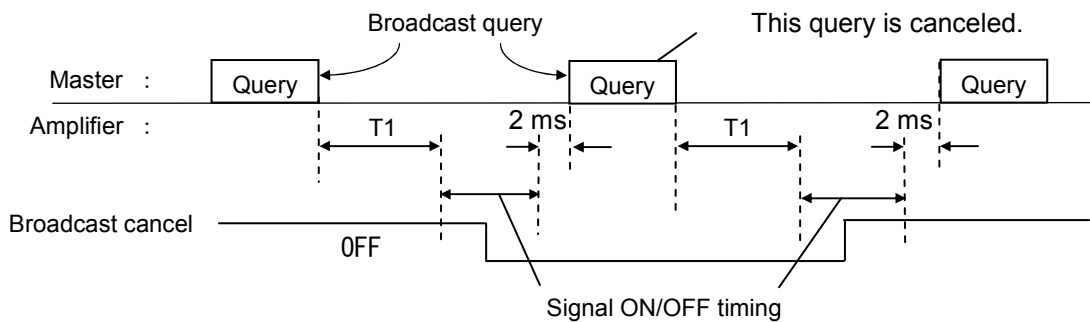 Broadcast query
This query is canceled.
Master :
Query
Query
Query
Amplifier :
T1
2 ms
T1
2 ms
Broadcast cancel
OFF
Signal ON/OFF timing